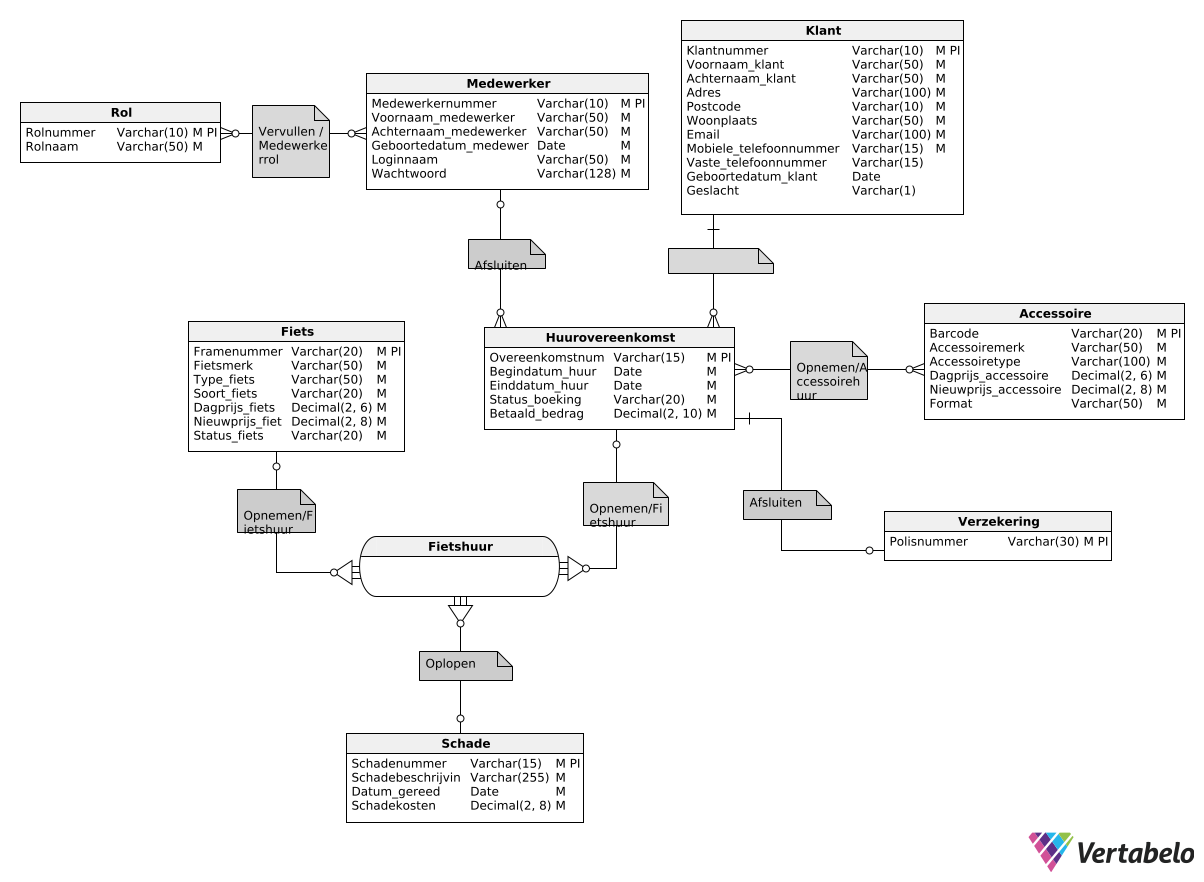 Klant
Klantnummer Varchar(10) M PI
Voornaam_klant Varchar(50) M
Achternaam_klant Varchar(50) M
Adres Varchar(100) M
Postcode Varchar(10) M
Woonplaats Varchar(50) M
Email Varchar(100) M
Mobiele_telefoonnummer Varchar(15) M
Vaste_telefoonnummer Varchar(15)
Geboortedatum_klant Date
Geslacht Varchar(1)
Medewerker
Medewerkernummer Varchar(10) M PI
Voornaam_medewerker Varchar(50) M
Achternaam_medewerker Varchar(50) M
Geboortedatum_medewer Date M
Loginnaam Varchar(50) M
Wachtwoord Varchar(128) M
Rol
Rolnummer Varchar(10) M PI
Rolnaam Varchar(50) M
Vervullen /
Medewerke
rrol
Afsluiten
Fiets
Framenummer Varchar(20) M PI
Fietsmerk Varchar(50) M
Type_fiets Varchar(50) M
Soort_fiets Varchar(20) M
Dagprijs_fiets Decimal(2, 6) M
Nieuwprijs_fiet Decimal(2, 8) M
Status_fiets Varchar(20) M
Huurovereenkomst
Overeenkomstnum Varchar(15) M PI
Begindatum_huur Date M
Einddatum_huur Date M
Status_boeking Varchar(20) M
Betaald_bedrag Decimal(2, 10) M
Opnemen/A
ccessoireh
uur
Accessoire
Barcode Varchar(20) M PI
Accessoiremerk Varchar(50) M
Accessoiretype Varchar(100) M
Dagprijs_accessoire Decimal(2, 6) M
Nieuwprijs_accessoire Decimal(2, 8) M
Format Varchar(50) M
Opnemen/F
ietshuur
Opnemen/Fi
etshuur
Afsluiten
Verzekering
Polisnummer Varchar(30) M PI
Fietshuur
Oplopen
Schade
Schadenummer Varchar(15) M PI
Schadebeschrijvin Varchar(255) M
Datum_gereed Date M
Schadekosten Decimal(2, 8) M
Vertabelo